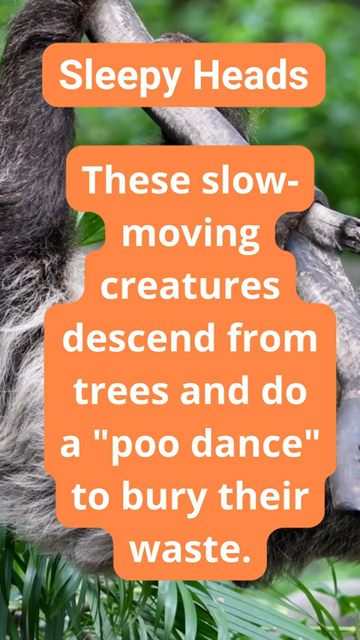 Sleepy Heads
These slow-
moving
creatures
descend from
trees and do
a "poo dance"
to bury their
waste.